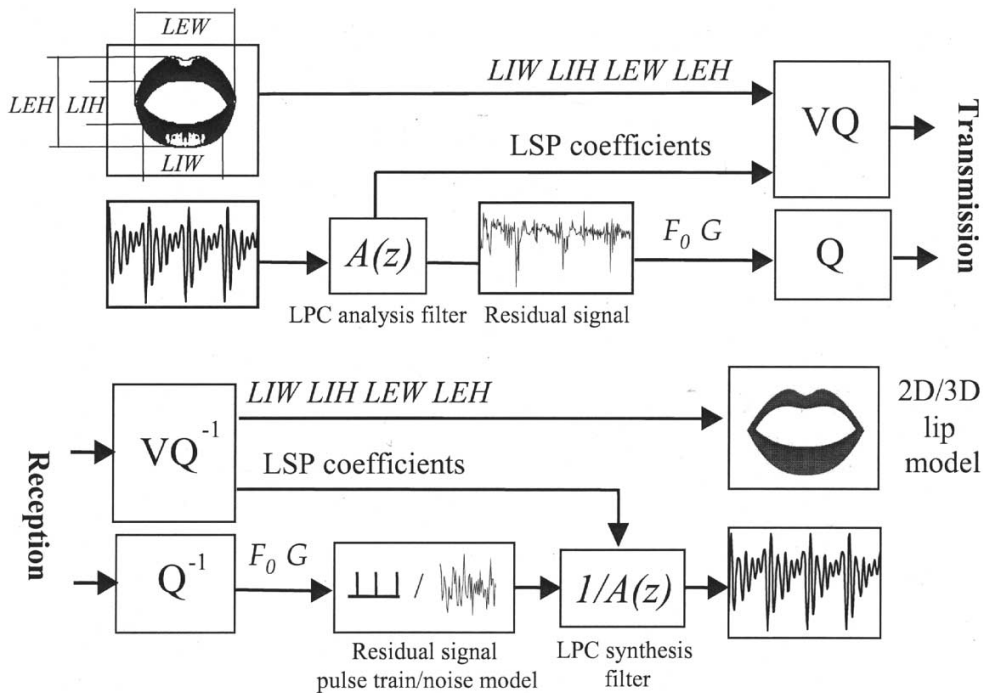 LEW
LIW LIH LEW LEH
LEH LIH
VQ
LIW
LSP coefficients
A(z)
F₀ G
Q
LPC analysis filter
Residual signal
Transmission
LIW LIH LEW LEH
2D/3D
lip
model
VQ⁻¹
LSP coefficients
Reception
F₀ G
Q⁻¹
/
1/A(z)
Residual signal
pulse train/noise model
LPC synthesis
filter